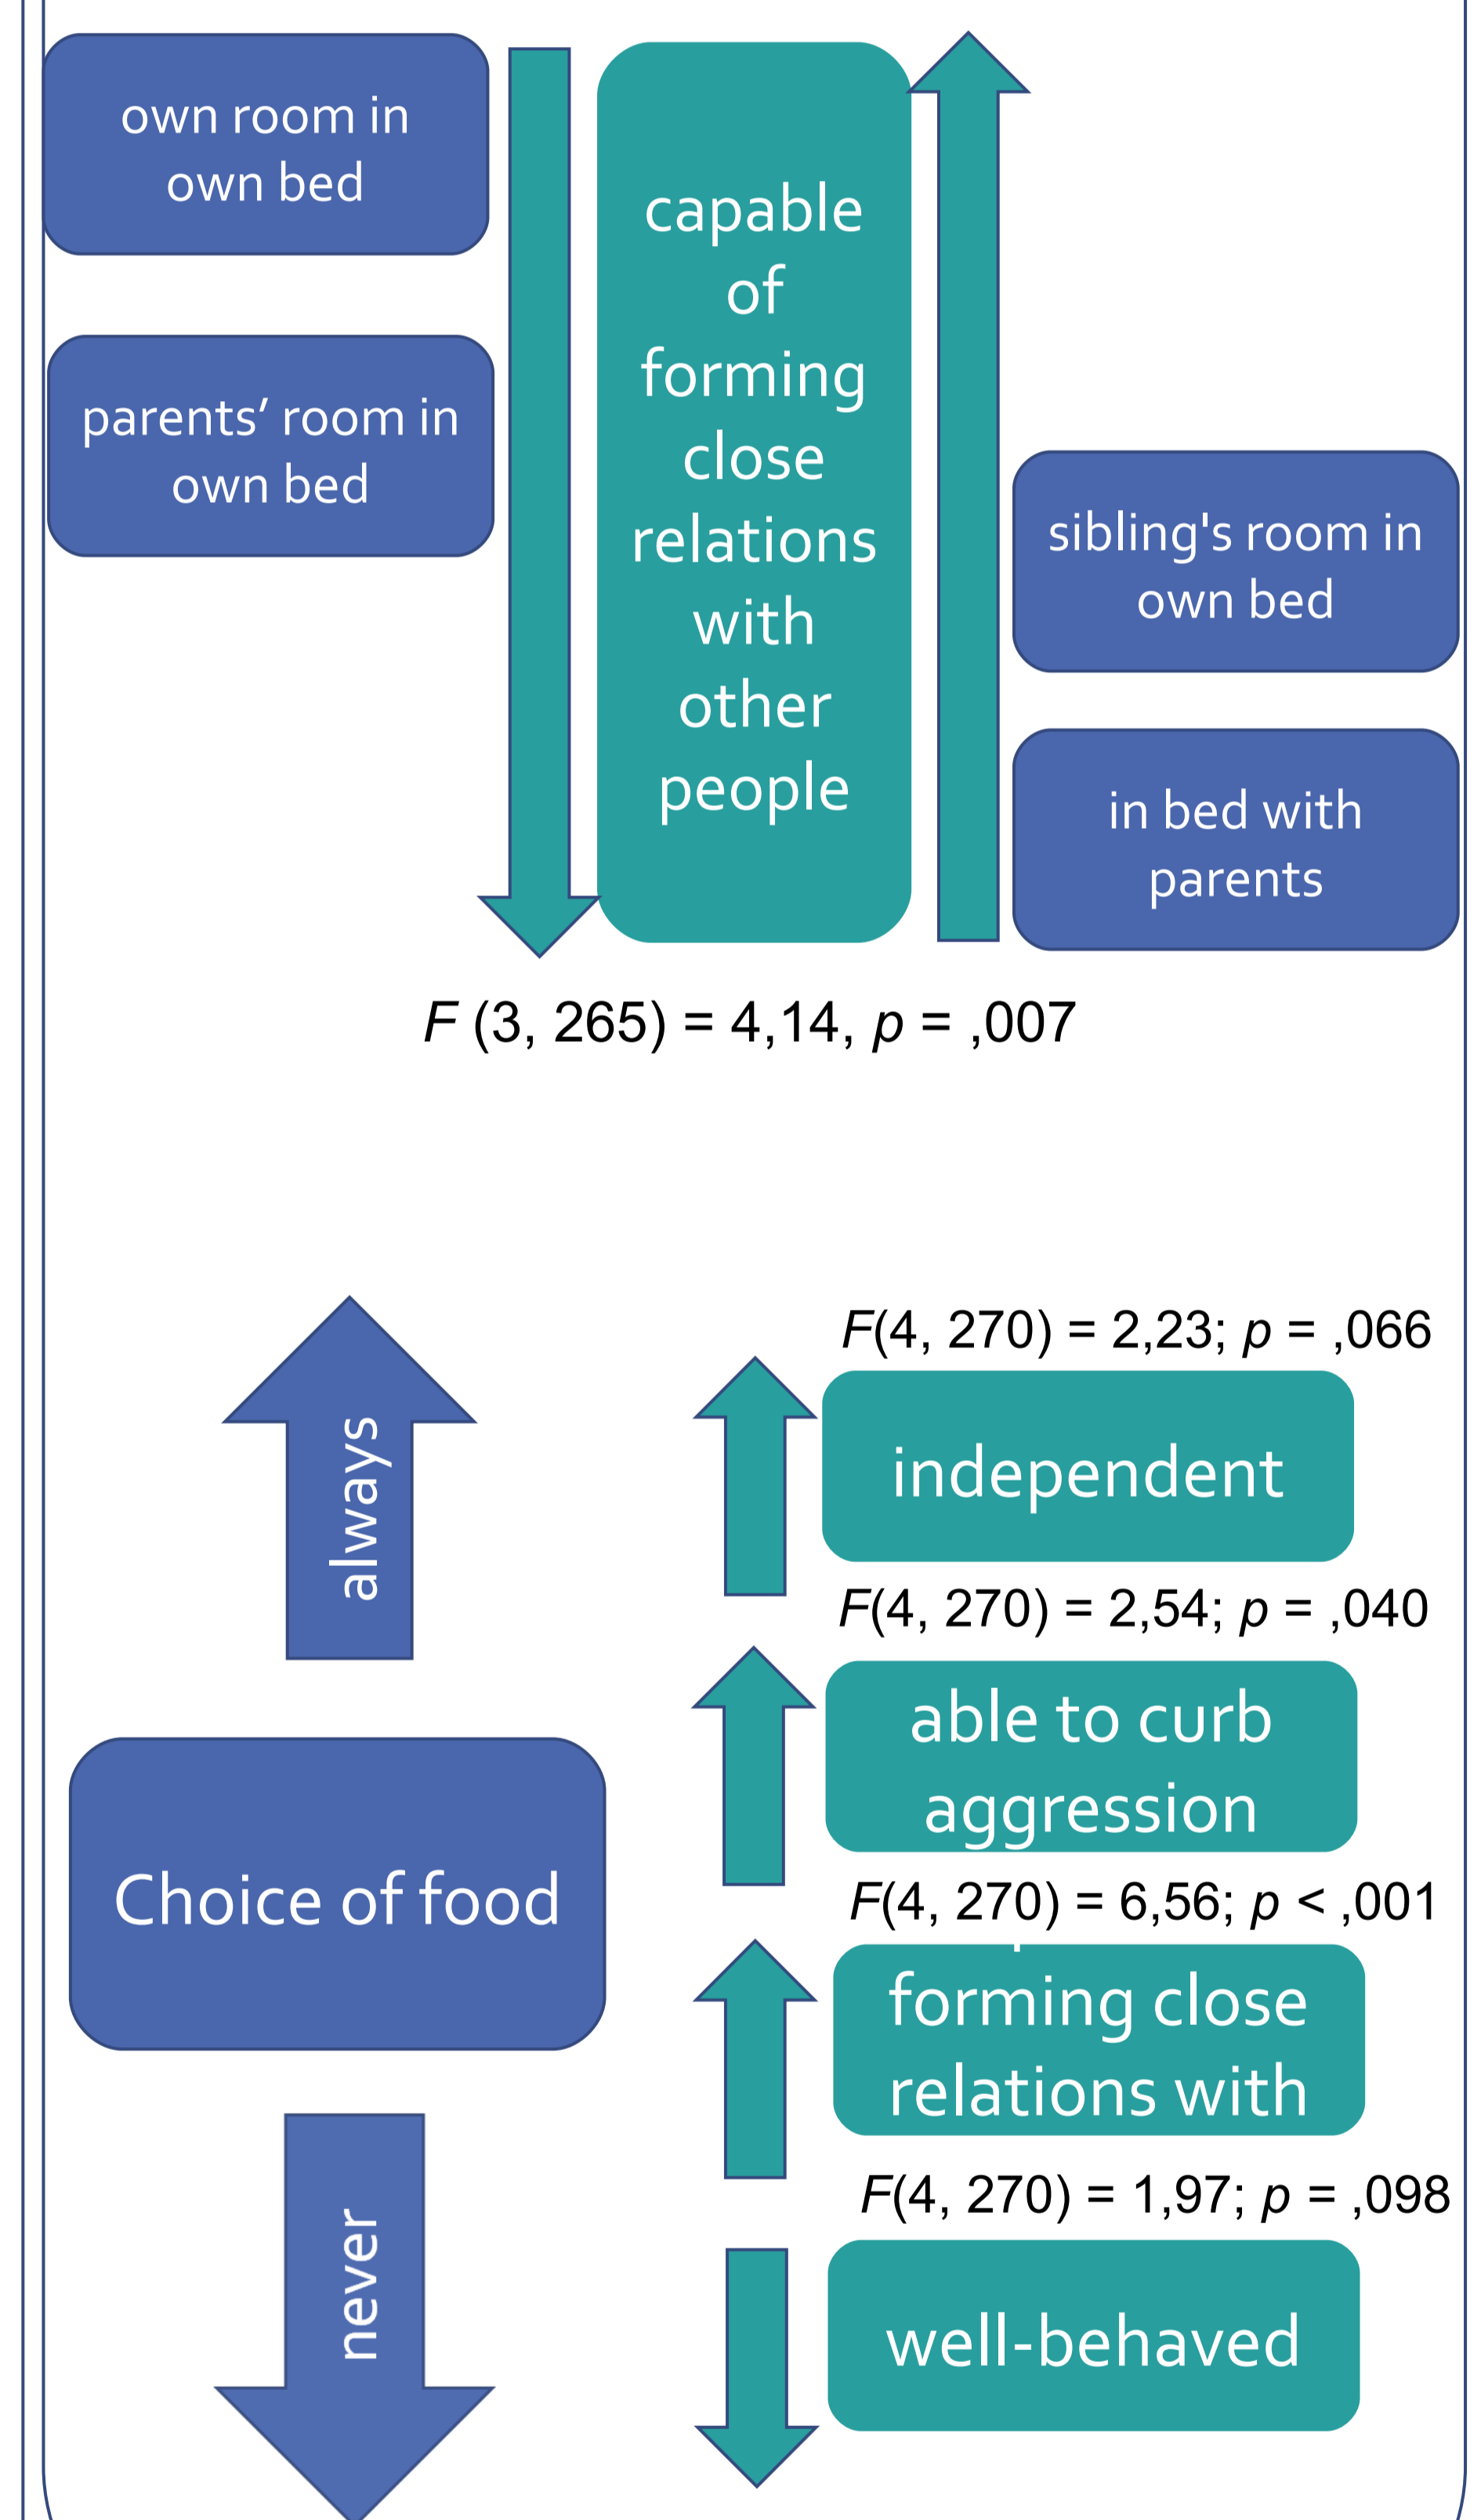 own room in
own bed
parents’ room in
own bed
capable
of
forming
close
relations
with
other
people
sibling's room in
own bed
in bed with
parents
F (3, 265) = 4,14, p = ,007
always
Choice of food
never
F(4, 270) = 2,23; p = ,066
independent
F(4, 270) = 2,54; p = ,040
able to curb
aggression
F(4, 270) = 6,56; p < ,001
forming close
relations with
F(4, 270) = 1,97; p = ,098
well-behaved